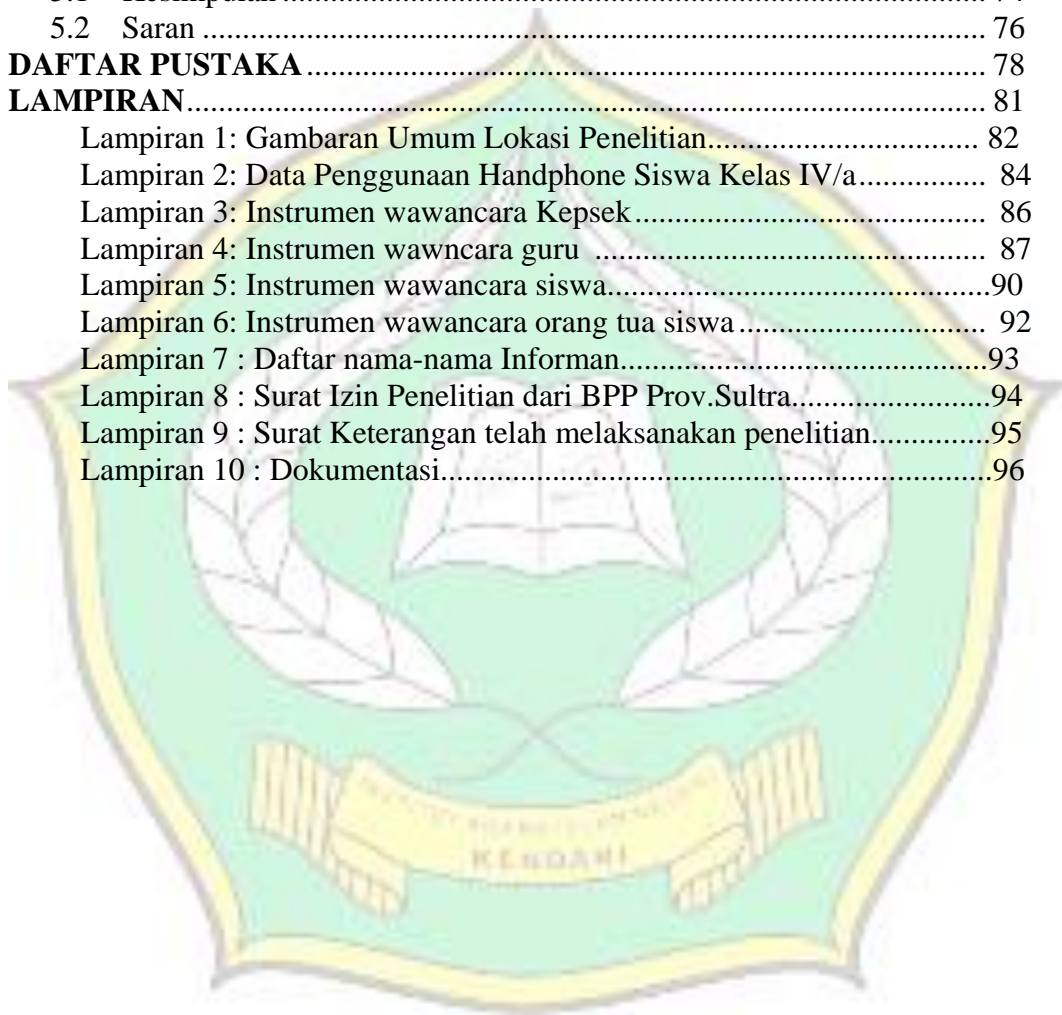 5.2 Saran ........ 76
DAFTAR PUSTAKA ........ 78
LAMPIRAN ........ 81
Lampiran 1: Gambaran Umum Lokasi Penelitian ........ 82
Lampiran 2: Data Penggunaan Handphone Siswa Kelas IV/a ........ 84
Lampiran 3: Instrumen wawancara Kepsek ........ 86
Lampiran 4: Instrumen wawncara guru ........ 87
Lampiran 5: Instrumen wawancara siswa ........ 90
Lampiran 6: Instrumen wawancara orang tua siswa ........ 92
Lampiran 7 : Daftar nama-nama Informan ........ 93
Lampiran 8 : Surat Izin Penelitian dari BPP Prov.Sultra ........ 94
Lampiran 9 : Surat Keterangan telah melaksanakan penelitian ........ 95
Lampiran 10 : Dokumentasi ........ 96
KENDARI